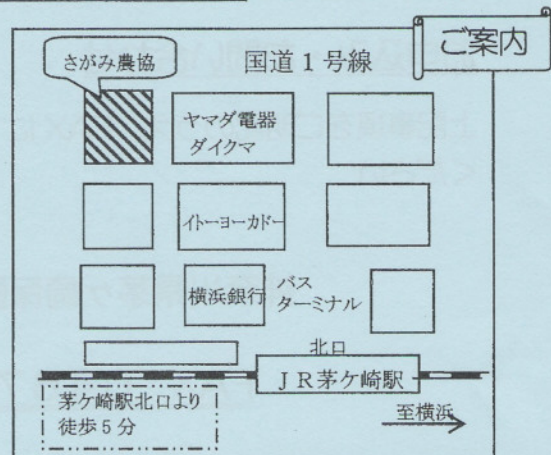 ご案内
さがみ農協
国道1号線
ヤマダ電器
ダイクマ
イトーヨーカドー
横浜銀行
バス
ターミナル
北口
JR茅ケ崎駅
茅ケ崎駅北口より
徒歩5分
至横浜